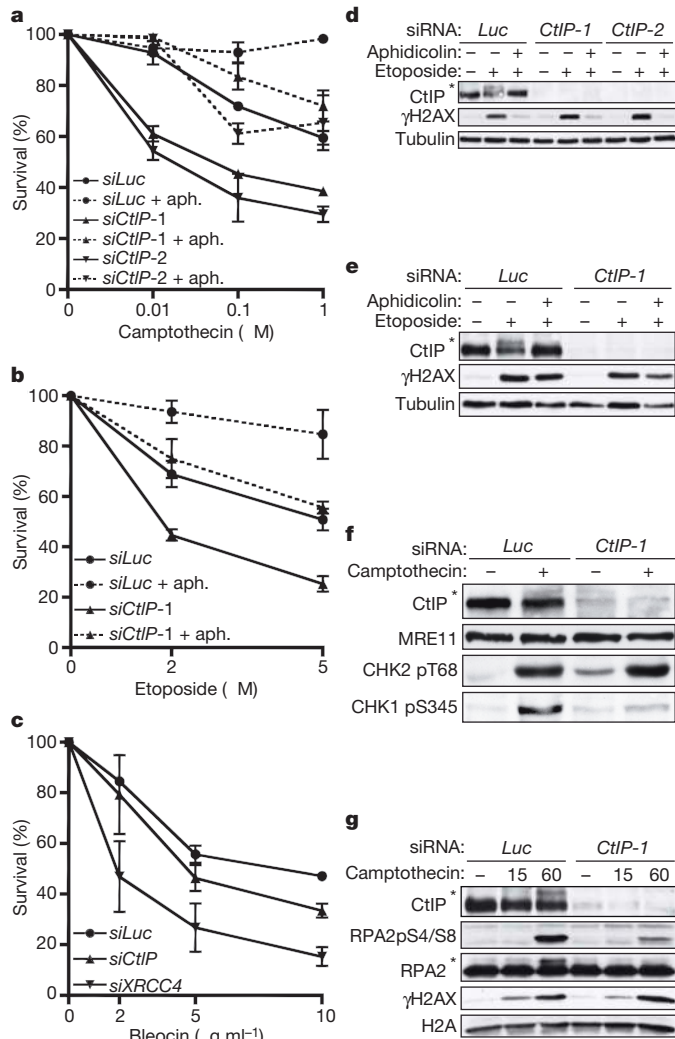 a
100
80
60
40
20
0
Survival (%)
siLuc
siLuc + aph.
siCtIP-1
siCtIP-1 + aph.
siCtIP-2
siCtIP-2 + aph.
0 0.01 0.1 1
Camptothecin ( M)
b
100
80
60
40
20
0
Survival (%)
siLuc
siLuc + aph.
siCtIP-1
siCtIP-1 + aph.
0 2 5
Etoposide ( M)
c
100
80
60
40
20
0
Survival (%)
siLuc
siCtIP
siXRCC4
0 2 5 10
Bleocin ( g ml–1)
d
siRNA: Luc CtIP-1 CtIP-2
Aphidicolin: – – + – – + – – +
Etoposide: – + + – + + – + +
CtIP *
γH2AX
Tubulin
e
siRNA: Luc CtIP-1
Aphidicolin: – – + – – +
Etoposide: – + + – + +
CtIP *
γH2AX
Tubulin
f
siRNA: Luc CtIP-1
Camptothecin: – + – +
CtIP *
MRE11
CHK2 pT68
CHK1 pS345
g
siRNA: Luc CtIP-1
Camptothecin: – 15 60 – 15 60
CtIP *
RPA2pS4/S8
RPA2 *
γH2AX
H2A